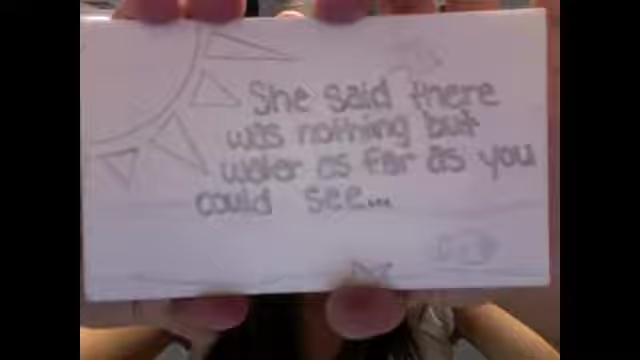 She said there
was nothing but
water as far as you
could see...